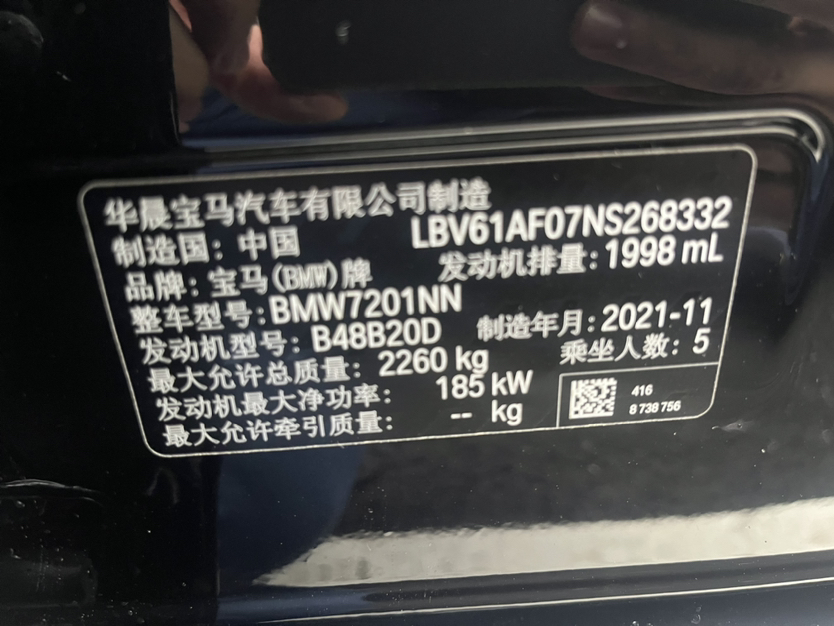 华晨宝马汽车有限公司制造
制造国: 中国 LBV61AF07NS268332
品牌: 宝马(BMW)牌 发动机排量: 1998 mL
整车型号: BMW7201NN
发动机型号: B48B20D 制造年月: 2021-11
最大允许总质量: 2260 kg 乘坐人数: 5
发动机最大净功率: 185 kW
最大允许牵引质量: -- kg
416
8 738 756